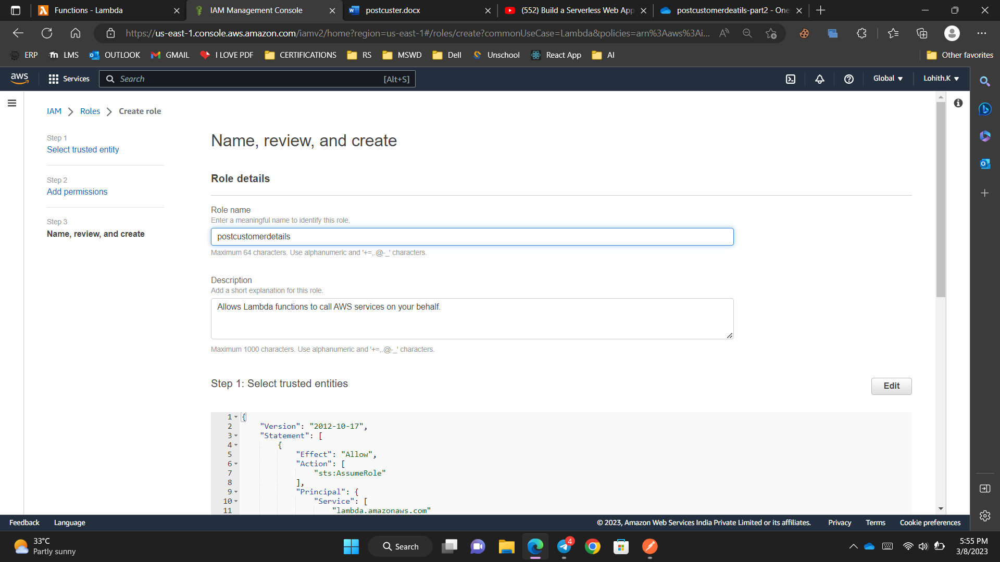 Functions - Lambda
IAM Management Console
postcuster.docx
(552) Build a Serverless Web App
postcustomerdeatils-part2 - One
https://us-east-1.console.aws.amazon.com/iamv2/home?region=us-east-1#/roles/create?commonUseCase=Lambda&policies=arn%3Aaws%3Ai...
ERP
LMS
OUTLOOK
GMAIL
I LOVE PDF
CERTIFICATIONS
RS
MSWD
Dell
Unschool
React App
AI
Other favorites
aws
Services
Search
[Alt+S]
Global
Lohith.K
IAM
Roles
Create role
Step 1
Select trusted entity
Step 2
Add permissions
Step 3
Name, review, and create
Name, review, and create
Role details
Role name
Enter a meaningful name to identify this role.
postcustomerdetails
Maximum 64 characters. Use alphanumeric and '+=,.@-_' characters.
Description
Add a short explanation for this role.
Allows Lambda functions to call AWS services on your behalf.
Maximum 1000 characters. Use alphanumeric and '+=,.@-_' characters.
Step 1: Select trusted entities
Edit
1 {
2 "Version": "2012-10-17",
3 "Statement": [
4 {
5 "Effect": "Allow",
6 "Action": [
7 "sts:AssumeRole"
8 ],
9 "Principal": {
10 "Service": [
11 "lambda.amazonaws.com"
Feedback
Language
© 2023, Amazon Web Services India Private Limited or its affiliates.
Privacy
Terms
Cookie preferences
33°C
Partly sunny
Search
4
5:55 PM
3/8/2023